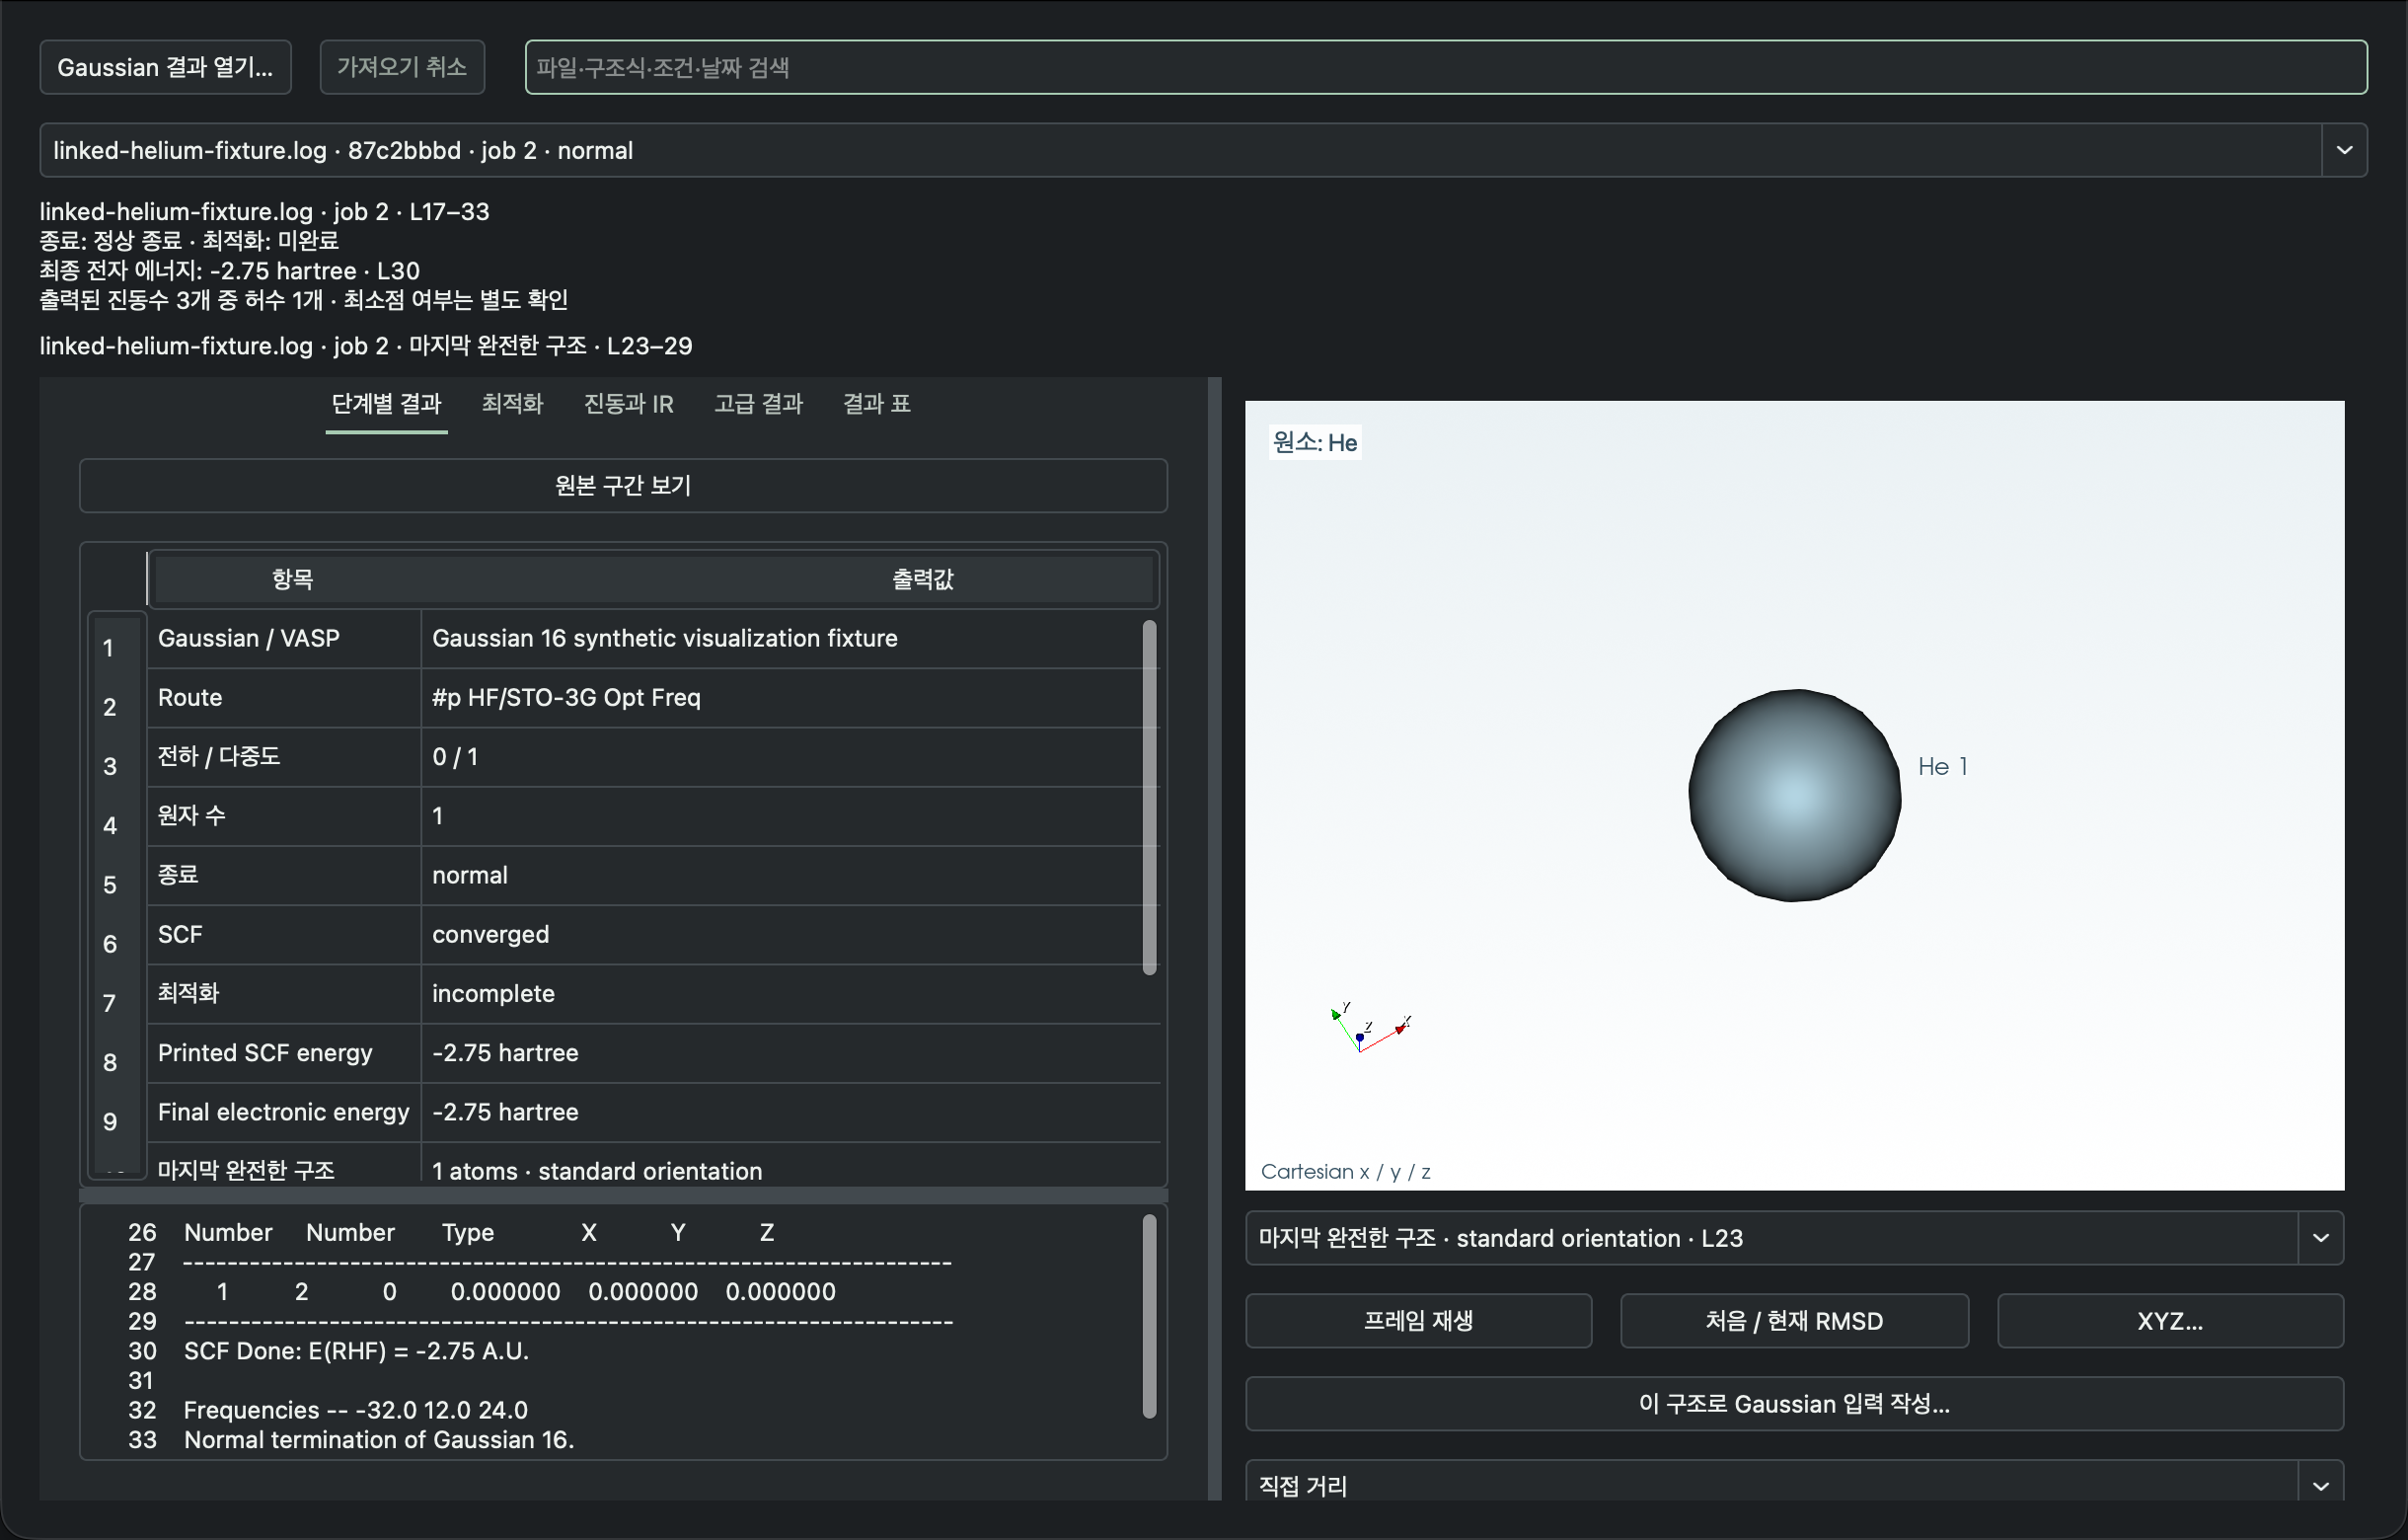 Gaussian 결과 열기...
가져오기 취소
파일·구조식·조건·날짜 검색
linked-helium-fixture.log · 87c2bbbd · job 2 · normal
linked-helium-fixture.log · job 2 · L17–33
종료: 정상 종료 · 최적화: 미완료
최종 전자 에너지: -2.75 hartree · L30
출력된 진동수 3개 중 허수 1개 · 최소점 여부는 별도 확인
linked-helium-fixture.log · job 2 · 마지막 완전한 구조 · L23–29
단계별 결과 최적화 진동과 IR 고급 결과 결과 표
원본 구간 보기
항목 출력값
1 Gaussian / VASP Gaussian 16 synthetic visualization fixture
2 Route #p HF/STO-3G Opt Freq
3 전하 / 다중도 0 / 1
4 원자 수 1
5 종료 normal
6 SCF converged
7 최적화 incomplete
8 Printed SCF energy -2.75 hartree
9 Final electronic energy -2.75 hartree
마지막 완전한 구조 1 atoms · standard orientation
26 Number Number Type X Y Z
27 ----------------------------------------------------------------------
28 1 2 0 0.000000 0.000000 0.000000
29 ----------------------------------------------------------------------
30 SCF Done: E(RHF) = -2.75 A.U.
31
32 Frequencies -- -32.0 12.0 24.0
33 Normal termination of Gaussian 16.
원소: He
He 1
Y
Z
X
Cartesian x / y / z
마지막 완전한 구조 · standard orientation · L23
프레임 재생
처음 / 현재 RMSD
XYZ...
이 구조로 Gaussian 입력 작성...
직접 거리